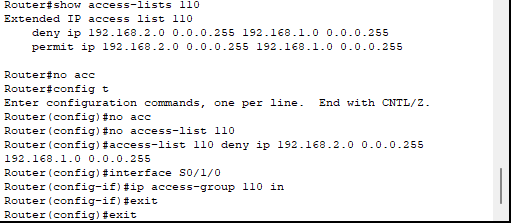 Router#show access-lists 110
Extended IP access list 110
    deny ip 192.168.2.0 0.0.0.255 192.168.1.0 0.0.0.255
    permit ip 192.168.2.0 0.0.0.255 192.168.1.0 0.0.0.255

Router#no acc
Router#config t
Enter configuration commands, one per line.  End with CNTL/Z.
Router(config)#no acc
Router(config)#no access-list 110
Router(config)#access-list 110 deny ip 192.168.2.0 0.0.0.255
192.168.1.0 0.0.0.255
Router(config)#interface S0/1/0
Router(config-if)#ip access-group 110 in
Router(config-if)#exit
Router(config)#exit